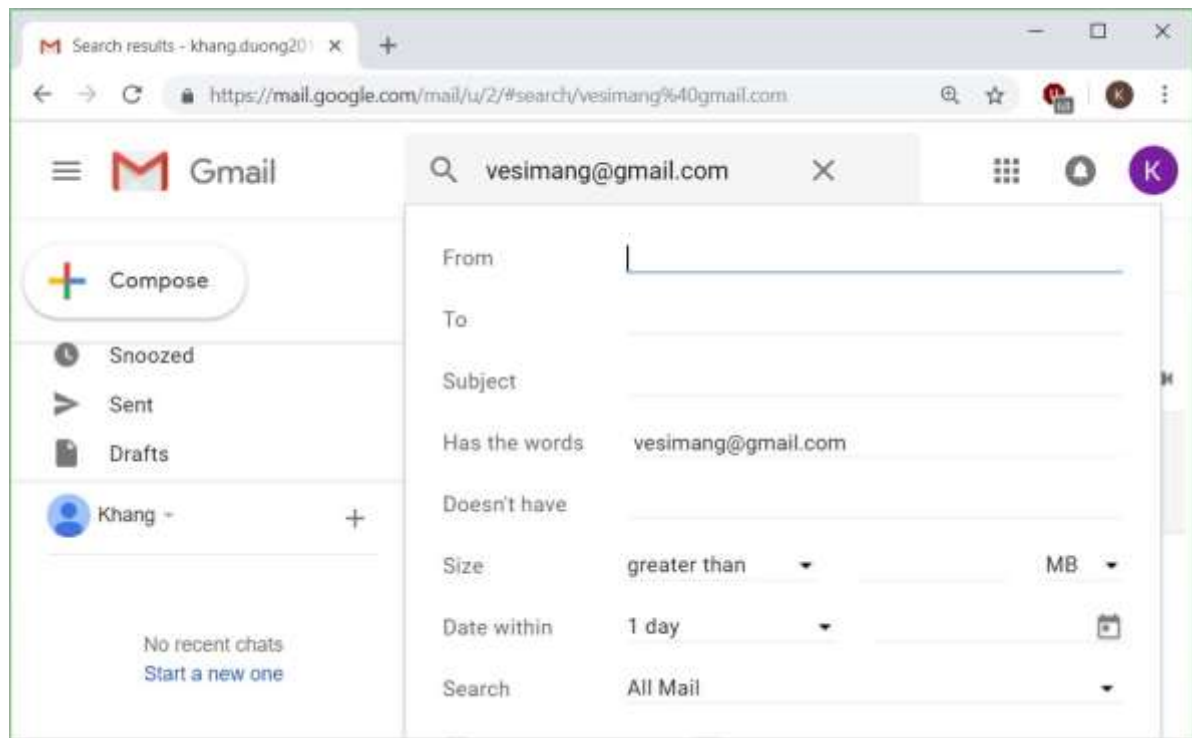 Search results - khang.duong201
https://mail.google.com/mail/u/2/#search/vesimang%40gmail.com
K
Gmail
vesimang@gmail.com
K
Compose
Snoozed
Sent
Drafts
Khang
No recent chats
Start a new one
From
To
Subject
Has the words vesimang@gmail.com
Doesn't have
Size greater than MB
Date within 1 day
Search All Mail